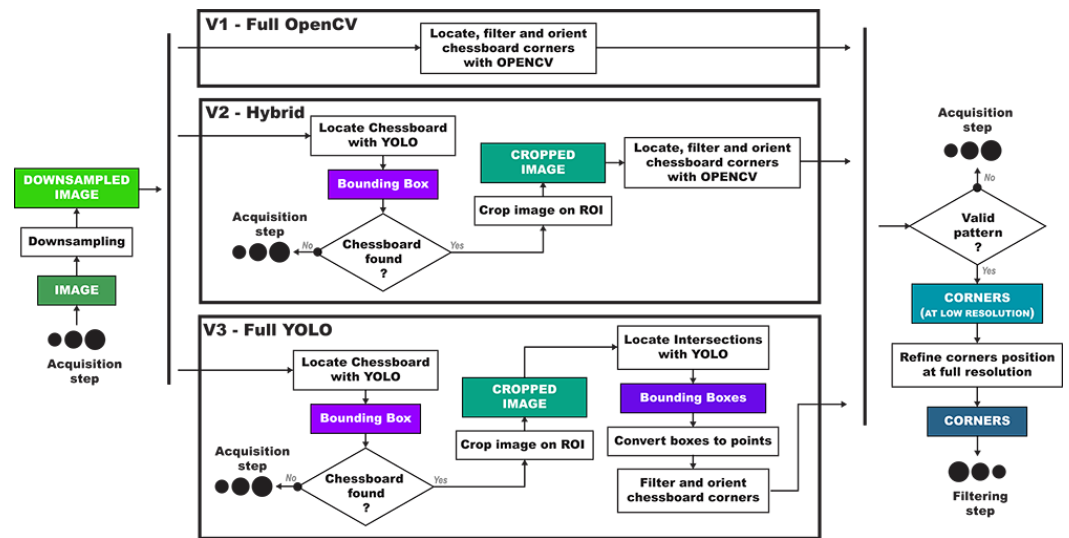 DOWNSAMPLED
IMAGE
Downsampling
IMAGE
Acquisition
step
V1 - Full OpenCV
Locate, filter and orient
chessboard corners
with OPENCV
V2 - Hybrid
Locate Chessboard
with YOLO
Bounding Box
Chessboard
found
?
No
Acquisition
step
Yes
Crop image on ROI
CROPPED
IMAGE
Locate, filter and orient
chessboard corners
with OPENCV
V3 - Full YOLO
Locate Chessboard
with YOLO
Bounding Box
Chessboard
found
?
No
Acquisition
step
Yes
Crop image on ROI
CROPPED
IMAGE
Locate Intersections
with YOLO
Bounding Boxes
Convert boxes to points
Filter and orient
chessboard corners
Acquisition
step
No
Valid
pattern
?
Yes
CORNERS
(AT LOW RESOLUTION)
Refine corners position
at full resolution
CORNERS
Filtering
step